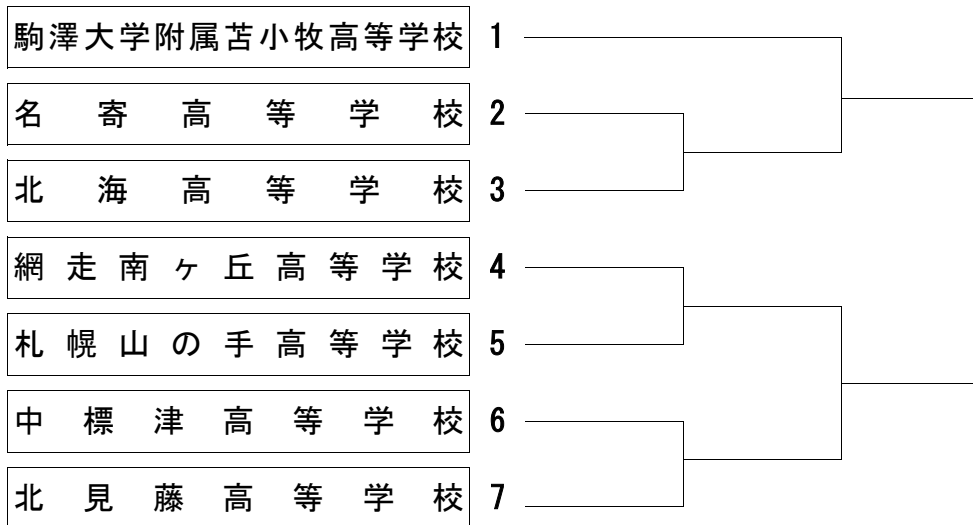 駒澤大学附属苫小牧高等学校 1
名寄高等学校 2
北海高等学校 3
網走南ヶ丘高等学校 4
札幌山の手高等学校 5
中標津高等学校 6
北見藤高等学校 7